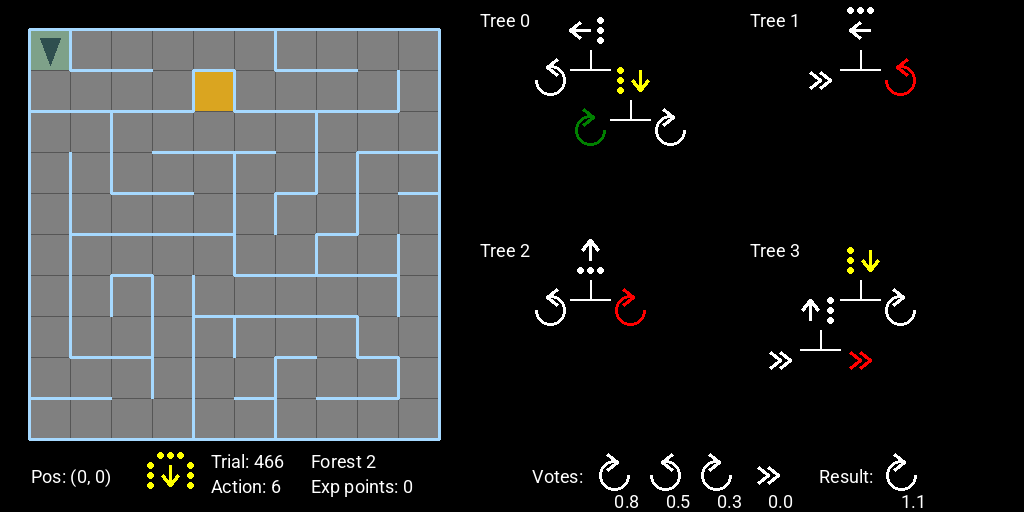 Tree 0
Tree 1
Tree 2
Tree 3
Pos: (0, 0)
Trial: 466
Forest 2
Action: 6
Exp points: 0
Votes:
0.8
0.5
0.3
0.0
Result:
1.1